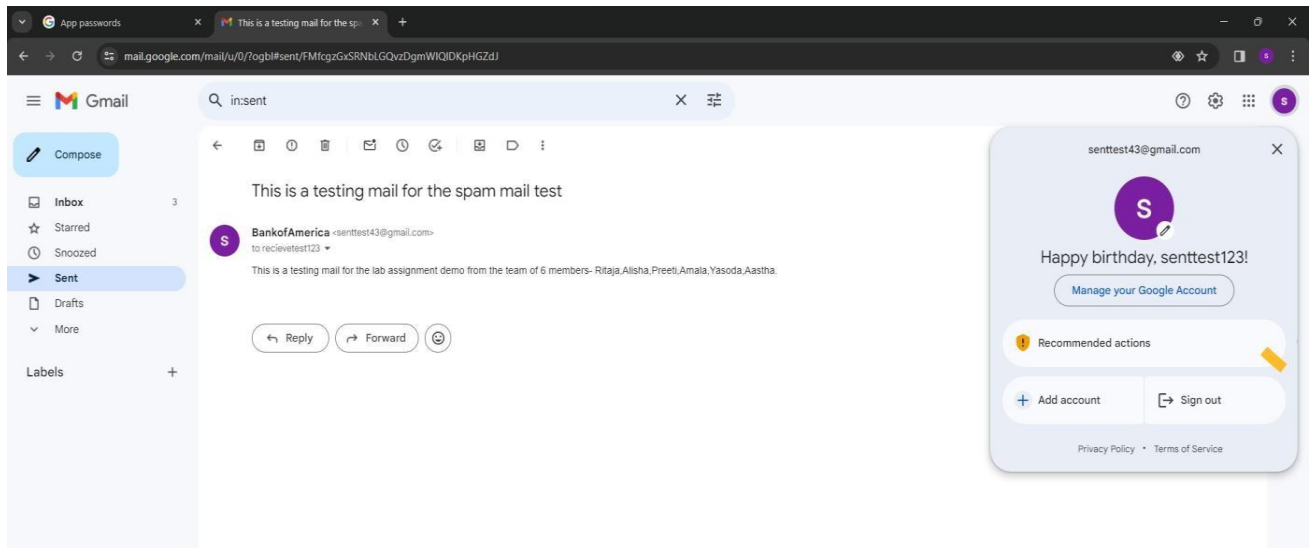 App passwords
This is a testing mail for the spa
mail.google.com/mail/u/0/?ogbl#sent/FMfcgzGxSRNbLGQvzDgmWIQIDKpHGZdJ
S
Gmail
in:sent
S
Compose
Inbox 3
Starred
Snoozed
Sent
Drafts
More
Labels
This is a testing mail for the spam mail test
S
BankofAmerica <senttest43@gmail.com>
to recievetest123
This is a testing mail for the lab assignment demo from the team of 6 members- Ritaja,Alisha,Preeti,Amala,Yasoda,Aastha.
Reply Forward
senttest43@gmail.com
S
Happy birthday, senttest123!
Manage your Google Account
Recommended actions
Add account Sign out
Privacy Policy • Terms of Service